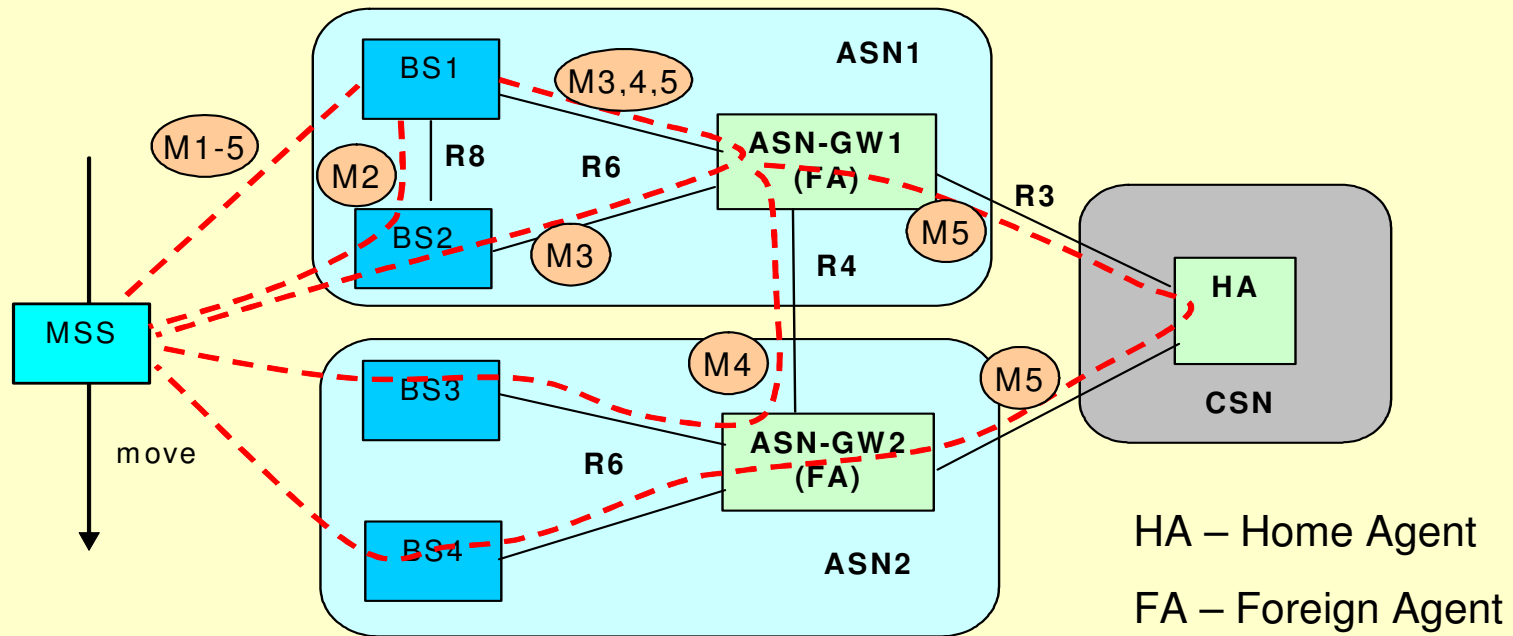 ASN1
BS1
M3,4,5
M1-5
R8
M2
R6
ASN-GW1
(FA)
R3
BS2
M3
M5
R4
HA
MSS
CSN
M4
M5
BS3
move
R6
ASN-GW2
(FA)
BS4
ASN2
HA – Home Agent
FA – Foreign Agent